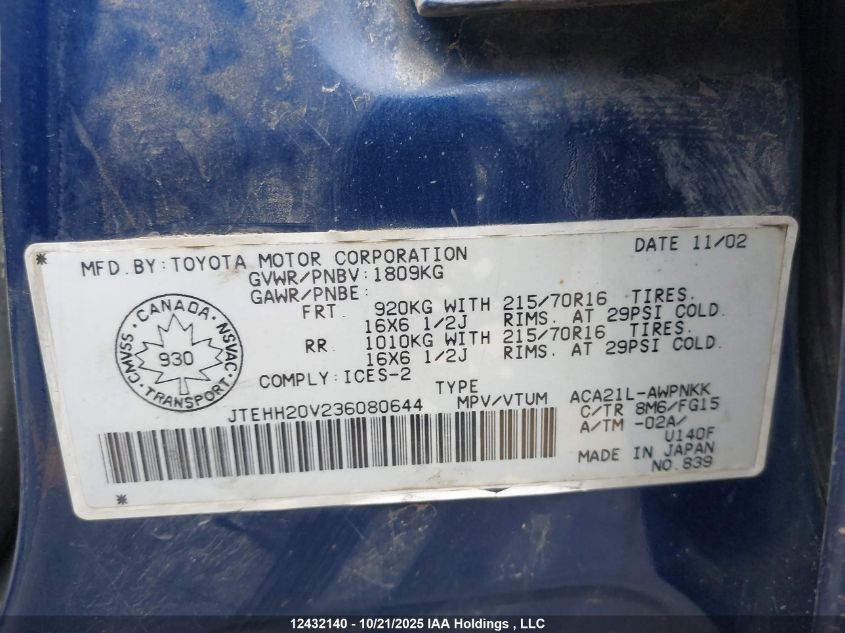 MFD.BY:TOYOTA MOTOR CORPORATION DATE 11/02
GVWR/PNBV:1809KG
GAWR/PNBE:
FRT. 920KG WITH 215/70R16 TIRES.
16X6 1/2J RIMS. AT 29PSI COLD.
RR 1010KG WITH 215/70R16 TIRES.
16X6 1/2J RIMS. AT 29PSI COLD.
COMPLY:ICES-2
CANADA
CMVSS · NSVAC
930
TRANSPORT
TYPE
JTEHH20V236080644 MPV/VTUM ACA21L-AWPNKK
C/TR 8M6/FG15
A/TM -02A/
U140F
MADE IN JAPAN
NO.839
12432140 - 10/21/2025 IAA Holdings , LLC